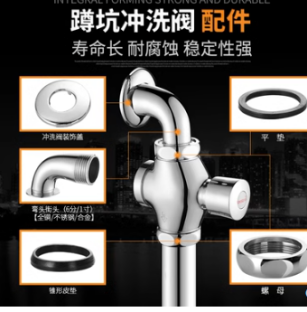 INTEGRAL FORMING STRONG AND DURABLE
蹲坑冲洗阀 配件
寿命长 耐腐蚀 稳定性强
冲洗阀装饰盖
平 垫
弯头街头（6分/1寸）
【全铜/不锈钢/合金】
锥形皮垫
螺 母